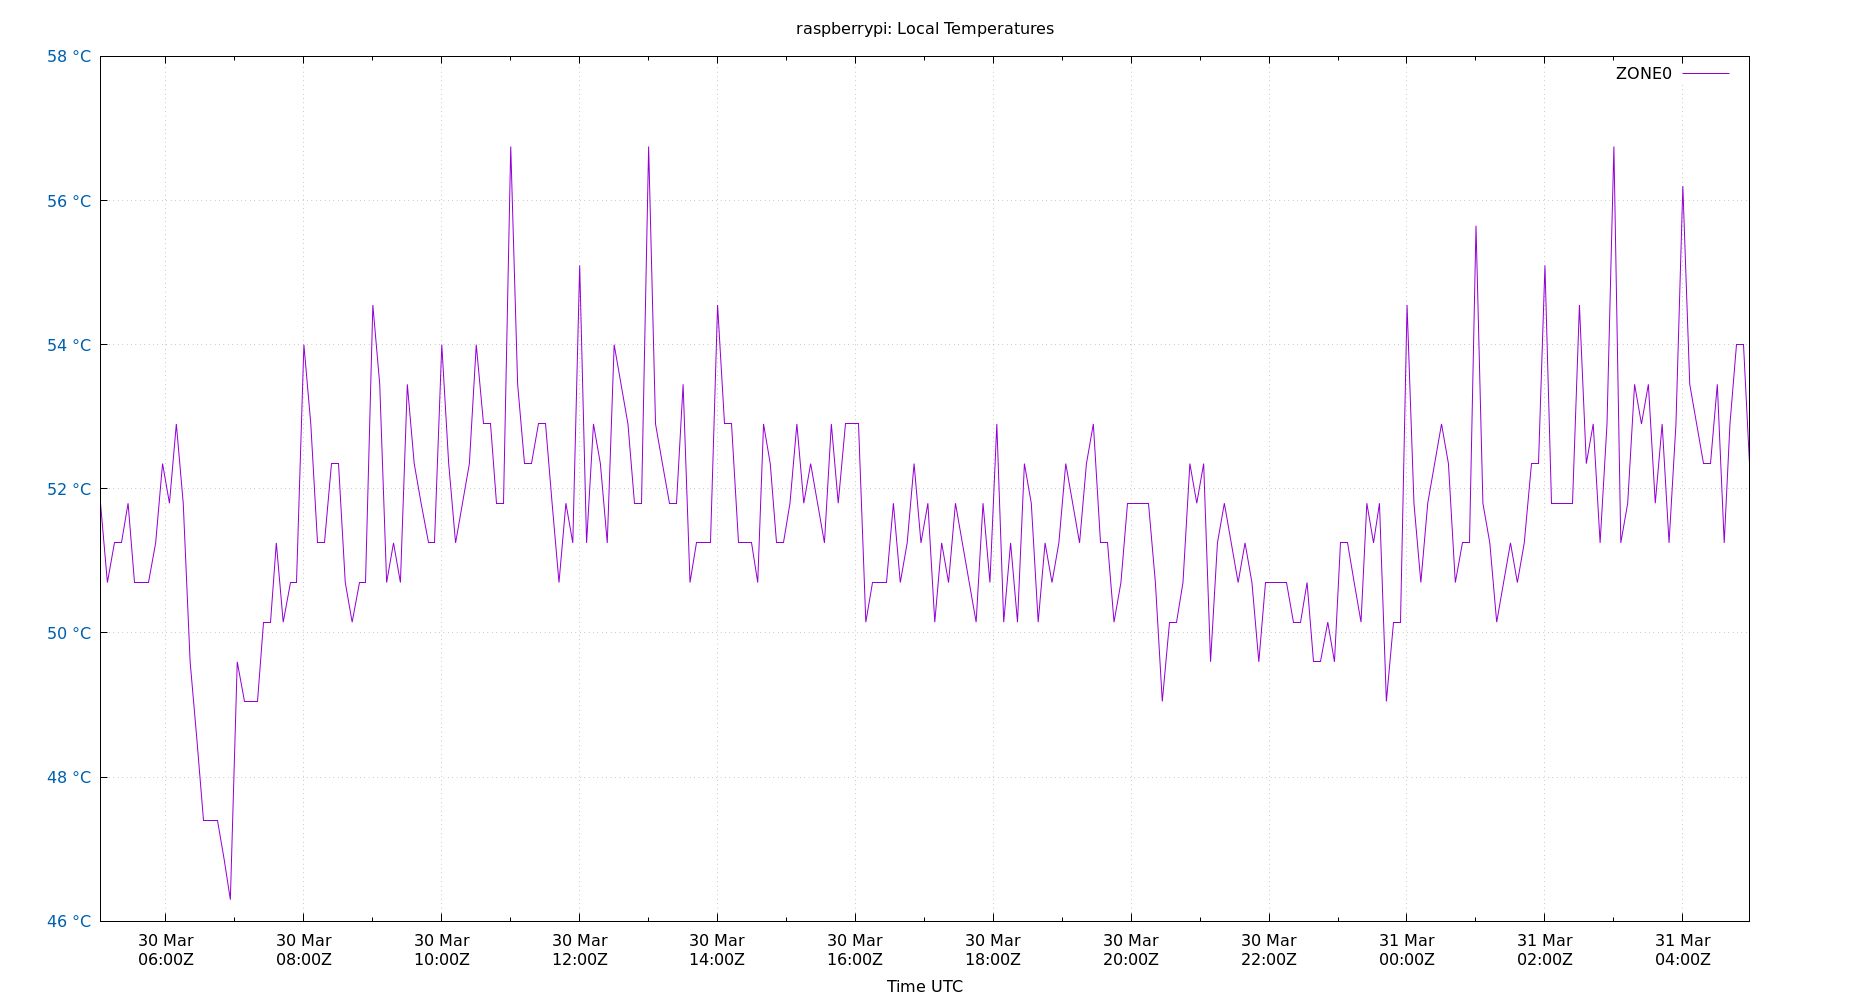 raspberrypi: Local Temperatures
58 °C
ZONE0
56 °C
54 °C
52 °C
50 °C
48 °C
46 °C
30 Mar 30 Mar 30 Mar 30 Mar 30 Mar 30 Mar 30 Mar 30 Mar 30 Mar 31 Mar 31 Mar 31 Mar
06:00Z 08:00Z 10:00Z 12:00Z 14:00Z 16:00Z 18:00Z 20:00Z 22:00Z 00:00Z 02:00Z 04:00Z
Time UTC